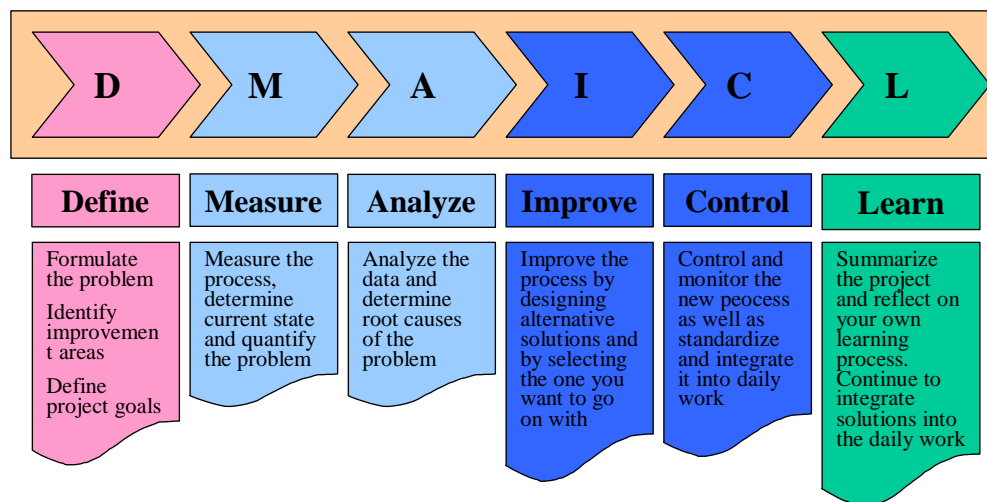 D
M
A
I
C
L
Define
Measure
Analyze
Improve
Control
Learn
Formulate
the problem
Identify
improvemen
t areas
Define
project goals
Measure the
process,
determine
current state
and quantify
the problem
Analyze the
data and
determine
root causes
of the
problem
Improve the
process by
designing
alternative
solutions and
by selecting
the one you
want to go
on with
Control and
monitor the
new peocess
as well as
standardize
and integrate
it into daily
work
Summarize
the project
and reflect on
your own
learning
process.
Continue to
integrate
solutions into
the daily work